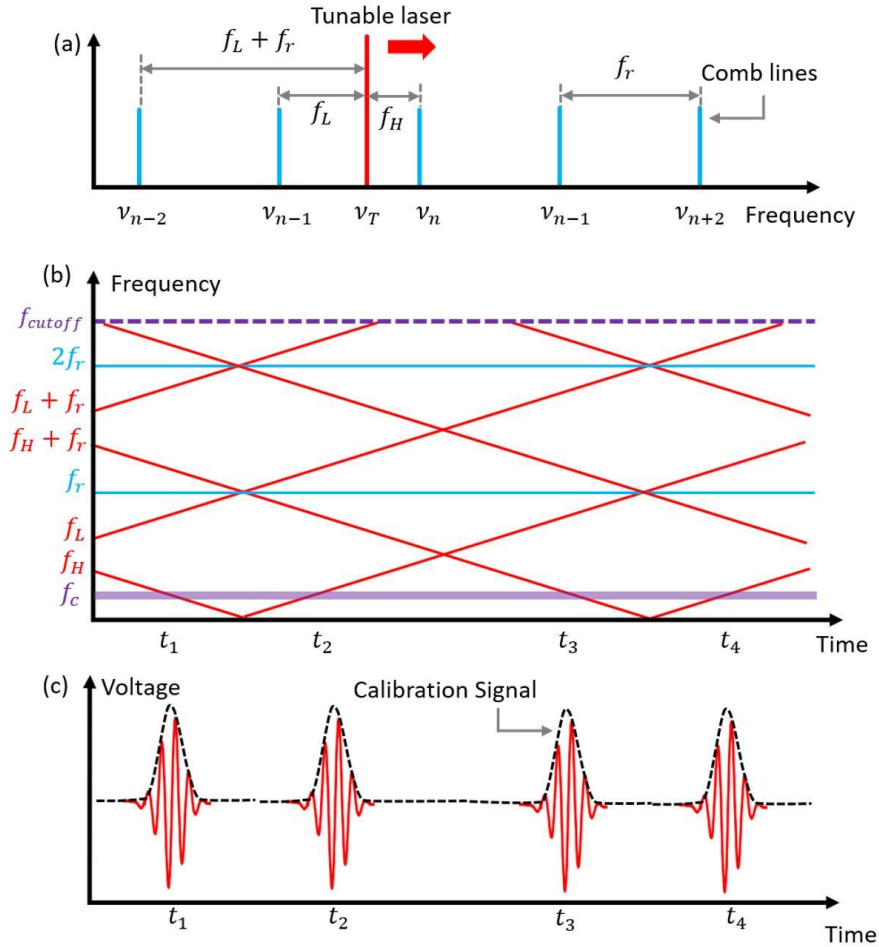 Tunable laser
(a)
f_L + f_r
f_r
Comb lines
f_L
f_H
ν_{n−2}
ν_{n−1}
ν_T
ν_n
ν_{n−1}
ν_{n+2}
Frequency
(b)
Frequency
f_{cutoff}
2f_r
f_L + f_r
f_H + f_r
f_r
f_L
f_H
f_c
t_1
t_2
t_3
t_4
Time
(c)
Voltage
Calibration Signal
t_1
t_2
t_3
t_4
Time